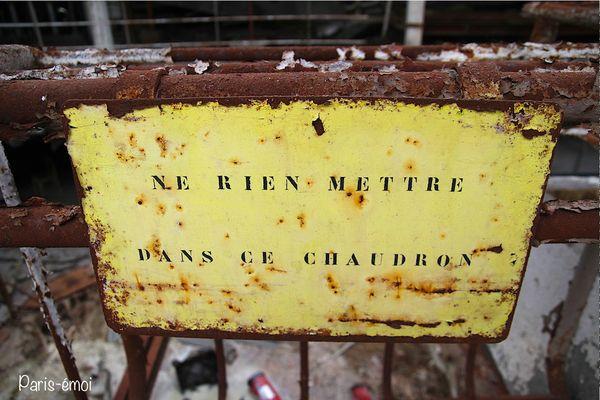 NE RIEN METTRE
DANS CE CHAUDRON
Paris-émoi